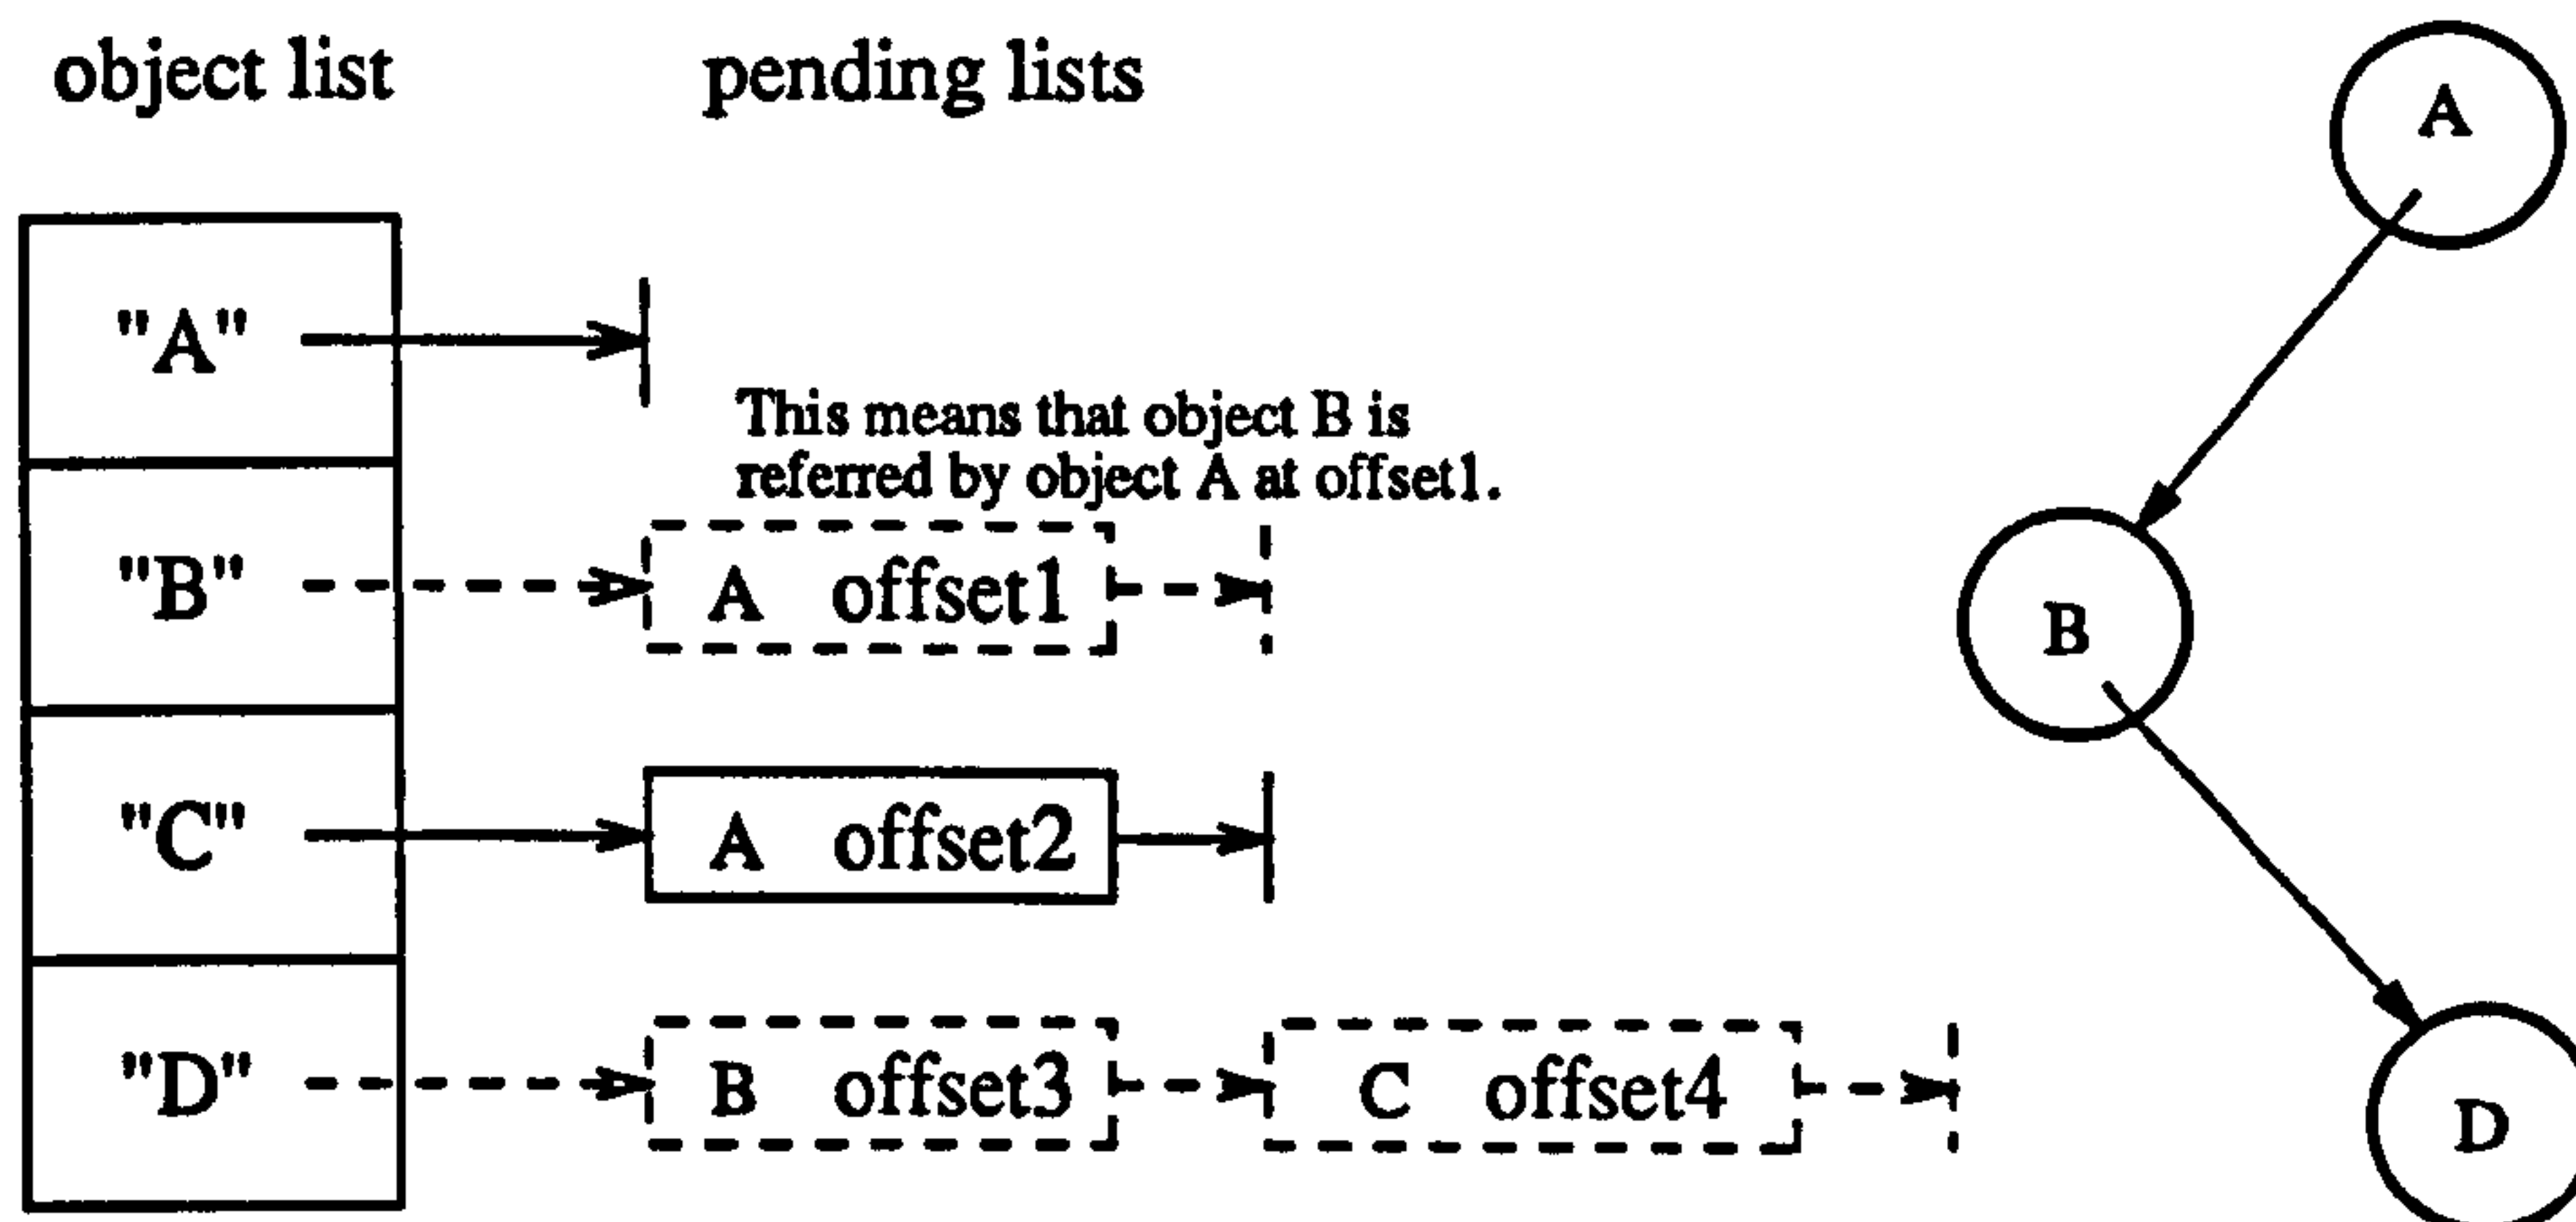 object list
pending lists
"A"
This means that object B is
referred by object A at offset1.
"B"
A offset1
"C"
A offset2
"D"
B offset3
C offset4
A
B
D